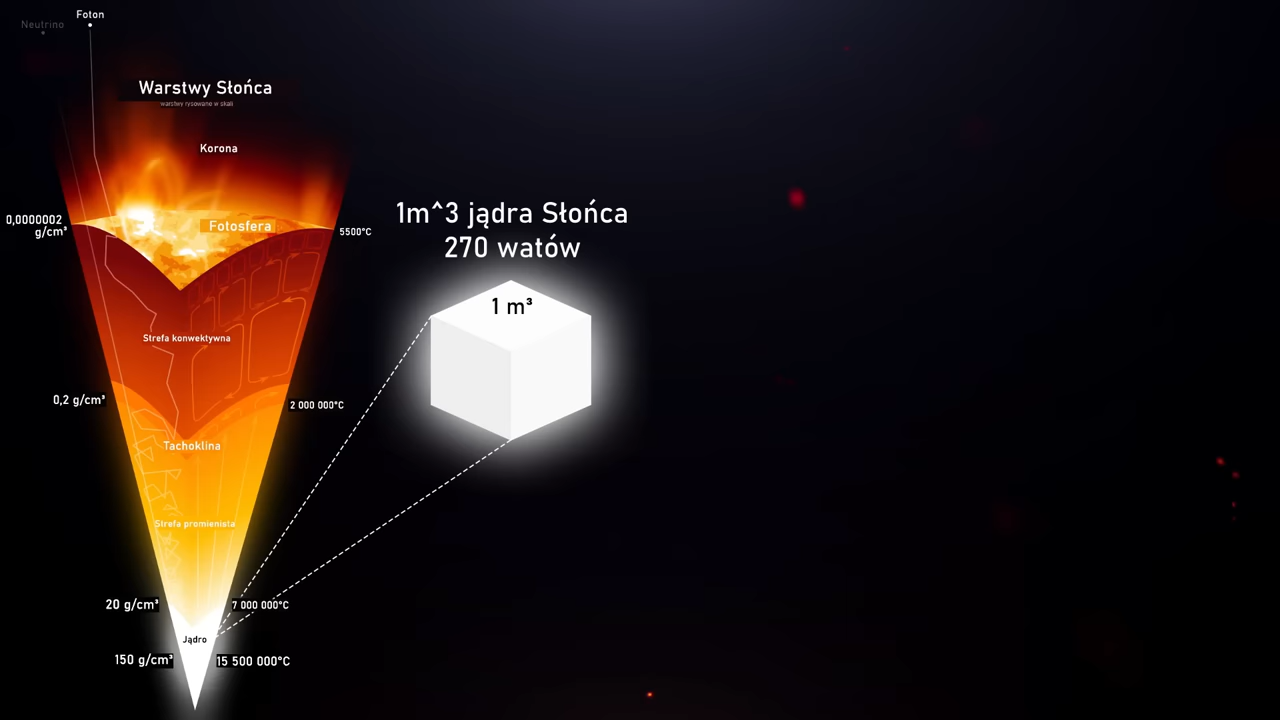 Neutrino
Foton
Warstwy Słońca
warstwy rysowane w skali
Korona
0,0000002
g/cm³
Fotosfera
5500°C
1m^3 jądra Słońca
270 watów
1 m³
Strefa konwektywna
0,2 g/cm³
2 000 000°C
Tachoklina
Strefa promienista
20 g/cm³
7 000 000°C
Jądro
150 g/cm³
15 500 000°C